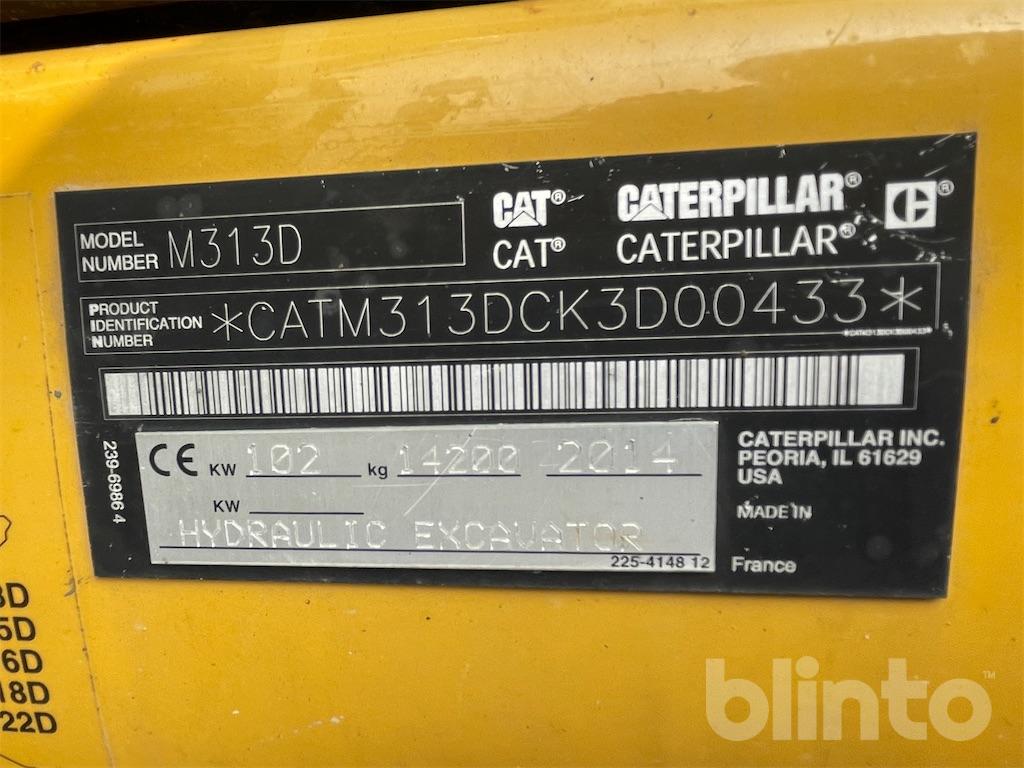 CAT® CATERPILLAR®
CAT® CATERPILLAR®
MODEL NUMBER M313D
PRODUCT IDENTIFICATION NUMBER *CATM313DCK3D00433*
*CATM313DCK3D00433*
239-6986 4
CE KW 102 kg 14200 2014
KW
HYDRAULIC EXCAVATOR
225-4148 12
CATERPILLAR INC.
PEORIA, IL 61629
USA
MADE IN
France
5D
6D
18D
22D
blinto™